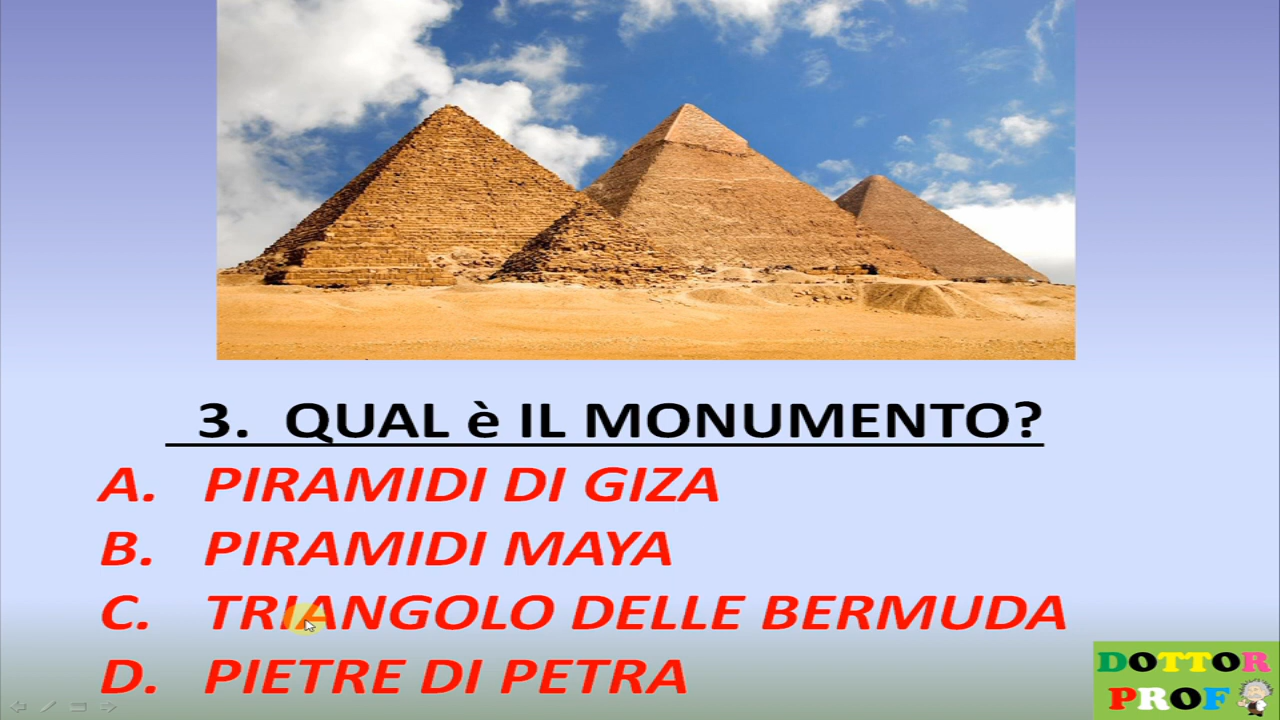 3. QUAL è IL MONUMENTO?
A. PIRAMIDI DI GIZA
B. PIRAMIDI MAYA
C. TRIANGOLO DELLE BERMUDA
D. PIETRE DI PETRA
DOTTOR
PROF